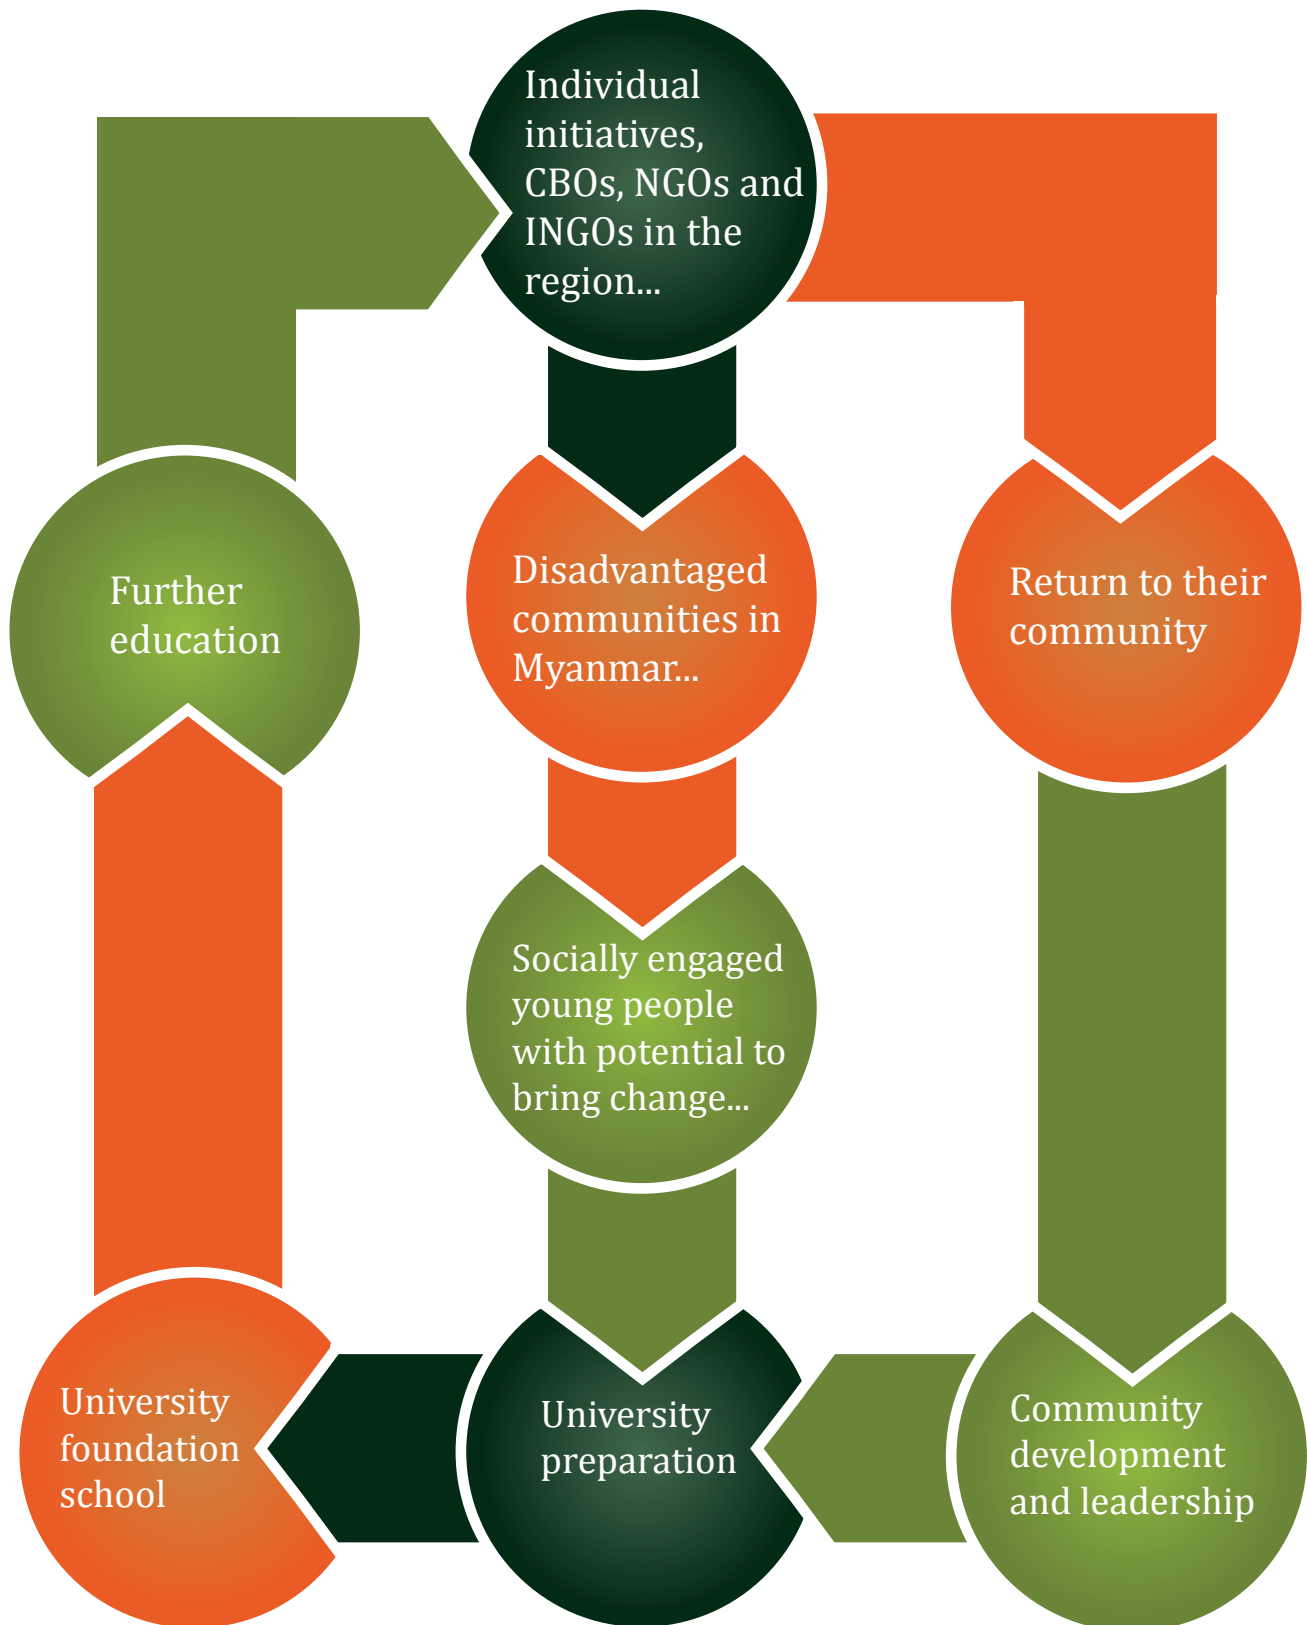 Individual
initiatives,
CBOs, NGOs and
INGOs in the
region...
Further
education
Disadvantaged
communities in
Myanmar...
Return to their
community
Socially engaged
young people
with potential to
bring change...
University
foundation
school
University
preparation
Community
development
and leadership